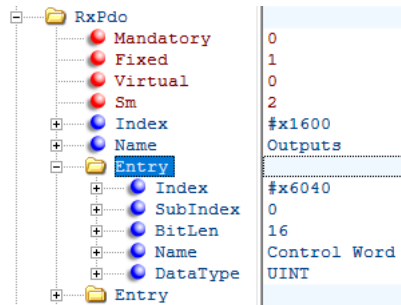 RxPdo
Mandatory 0
Fixed 1
Virtual 0
Sm 2
Index #x1600
Name Outputs
Entry
Index #x6040
SubIndex 0
BitLen 16
Name Control Word
DataType UINT
Entry